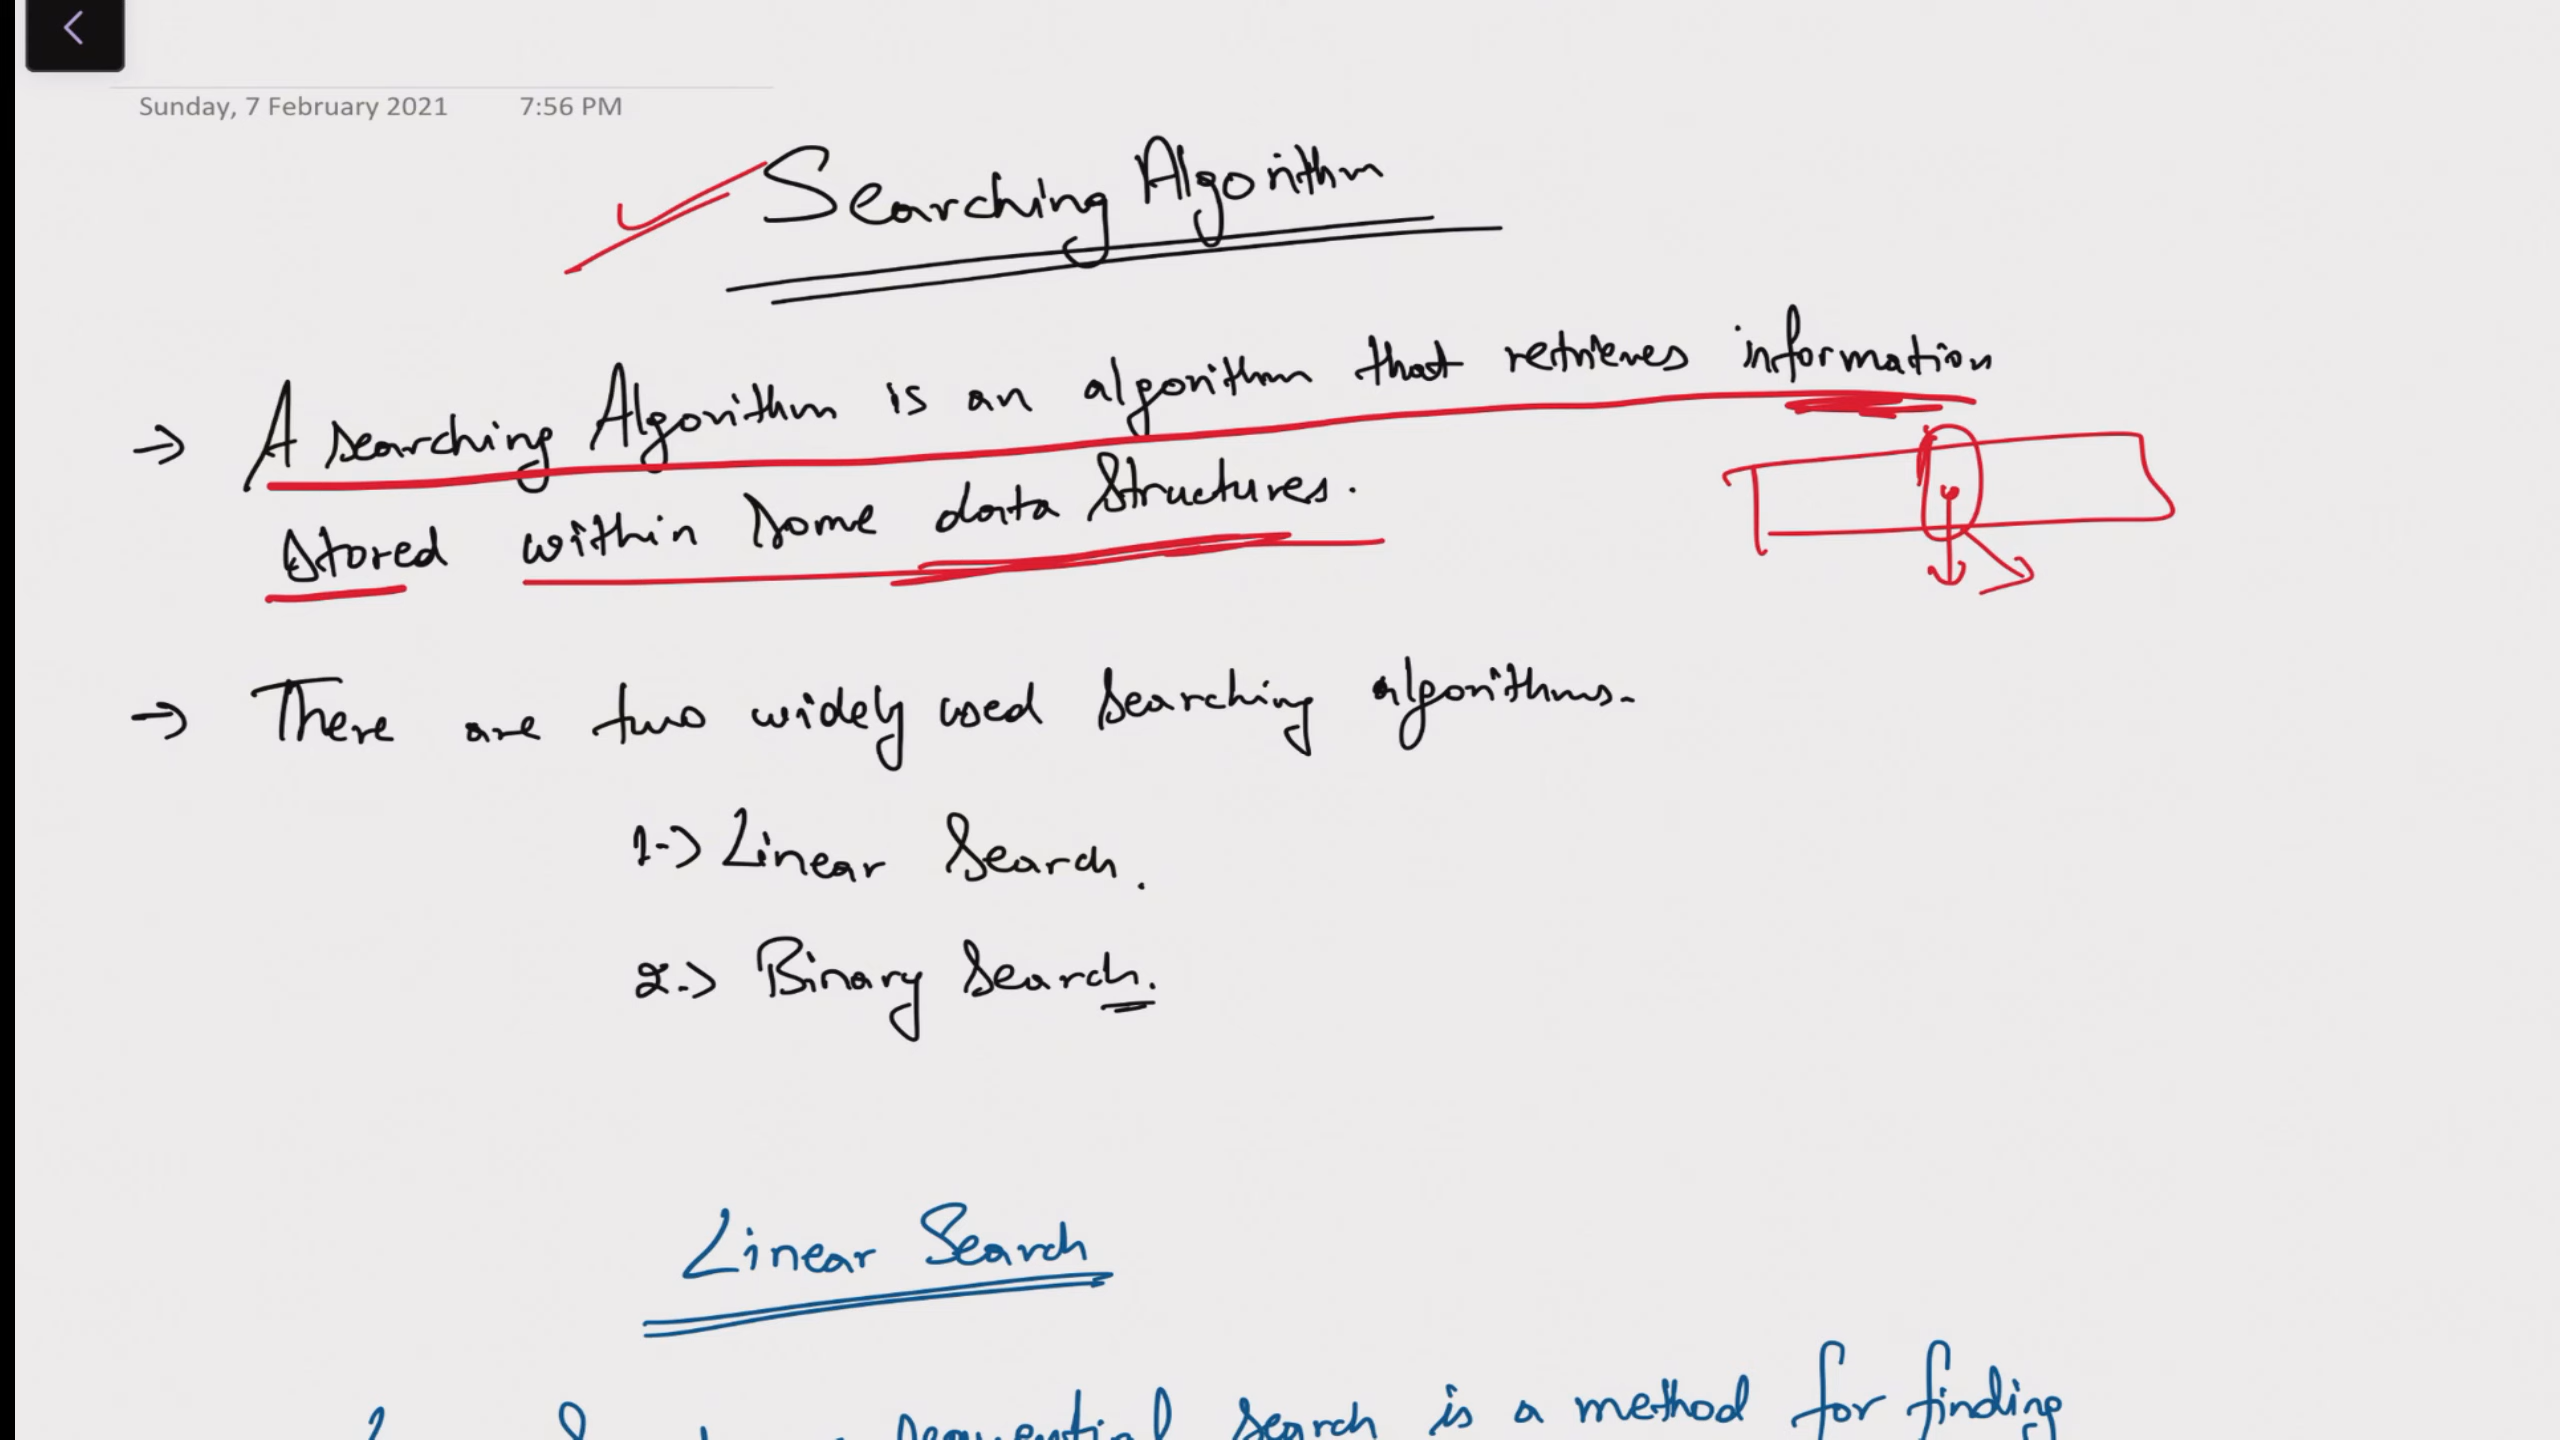 Sunday, 7 February 2021 7:56 PM
Searching Algorithm
→ A searching Algorithm is an algorithm that retrieves information
stored within some data structures.
→ There are two widely used searching algorithms.
1-> Linear Search.
2-> Binary Search.
Linear Search
sequential search is a method for finding